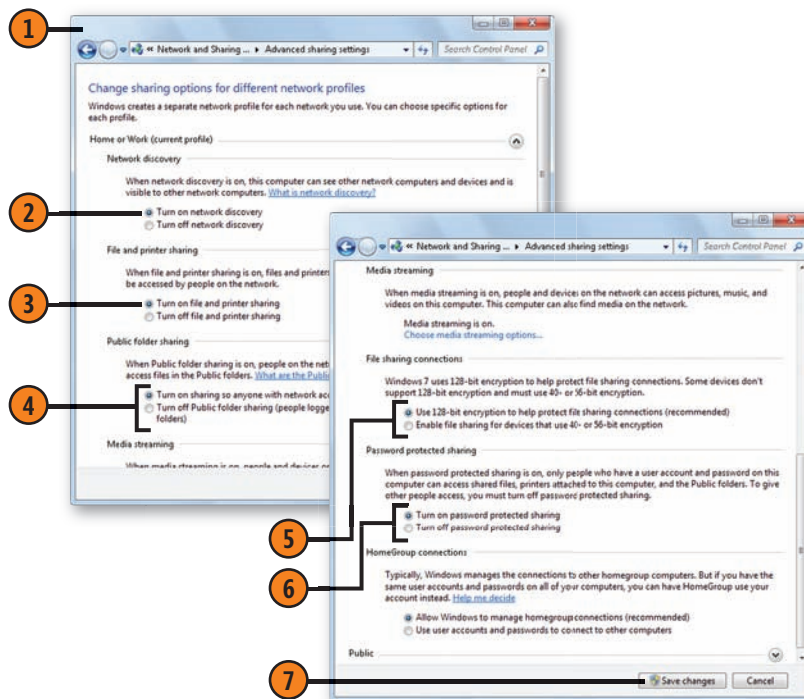 1
« Network and Sharing ... ▸ Advanced sharing settings
Search Control Panel
Change sharing options for different network profiles
Windows creates a separate network profile for each network you use. You can choose specific options for
each profile.
Home or Work (current profile)
Network discovery
When network discovery is on, this computer can see other network computers and devices and is
visible to other network computers. What is network discovery?
2
Turn on network discovery
Turn off network discovery
File and printer sharing
When file and printer sharing is on, files and printers
be accessed by people on the network.
3
Turn on file and printer sharing
Turn off file and printer sharing
Public folder sharing
When Public folder sharing is on, people on the net
access files in the Public folders. What are the Public
4
Turn on sharing so anyone with network acc
Turn off Public folder sharing (people logge
folders)
Media streaming
When media streaming is on, people and devices on
« Network and Sharing ... ▸ Advanced sharing settings
Search Control Panel
Media streaming
When media streaming is on, people and devices on the network can access pictures, music, and
videos on this computer. This computer can also find media on the network.
Media streaming is on.
Choose media streaming options...
File sharing connections
Windows 7 uses 128-bit encryption to help protect file sharing connections. Some devices don't
support 128-bit encryption and must use 40- or 56-bit encryption.
Use 128-bit encryption to help protect file sharing connections (recommended)
Enable file sharing for devices that use 40- or 56-bit encryption
5
Password protected sharing
When password protected sharing is on, only people who have a user account and password on this
computer can access shared files, printers attached to this computer, and the Public folders. To give
other people access, you must turn off password protected sharing.
Turn on password protected sharing
Turn off password protected sharing
6
HomeGroup connections
Typically, Windows manages the connections to other homegroup computers. But if you have the
same user accounts and passwords on all of your computers, you can have HomeGroup use your
account instead. Help me decide
Allow Windows to manage homegroup connections (recommended)
Use user accounts and passwords to connect to other computers
Public
7
Save changes
Cancel